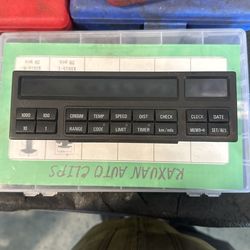 1000 100 CONSUM TEMP SPEED DIST CHECK CLOCK DATE
10 1 RANGE CODE LIMIT TIMER km/mls MEMO SET/RES
KAXUAN AUTO CLIPS